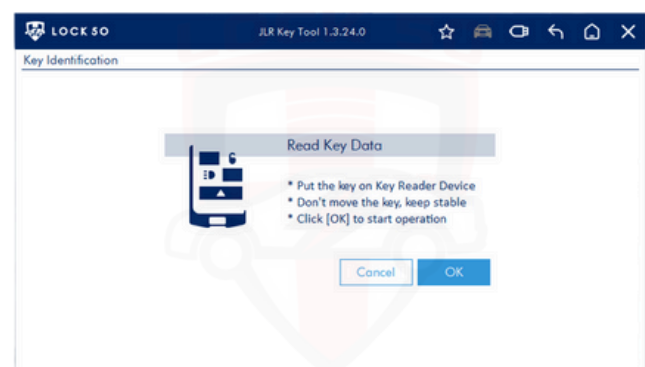 LOCK 50 JLR Key Tool 1.3.24.0
Key Identification
Read Key Data
* Put the key on Key Reader Device
* Don't move the key, keep stable
* Click [OK] to start operation
Cancel OK